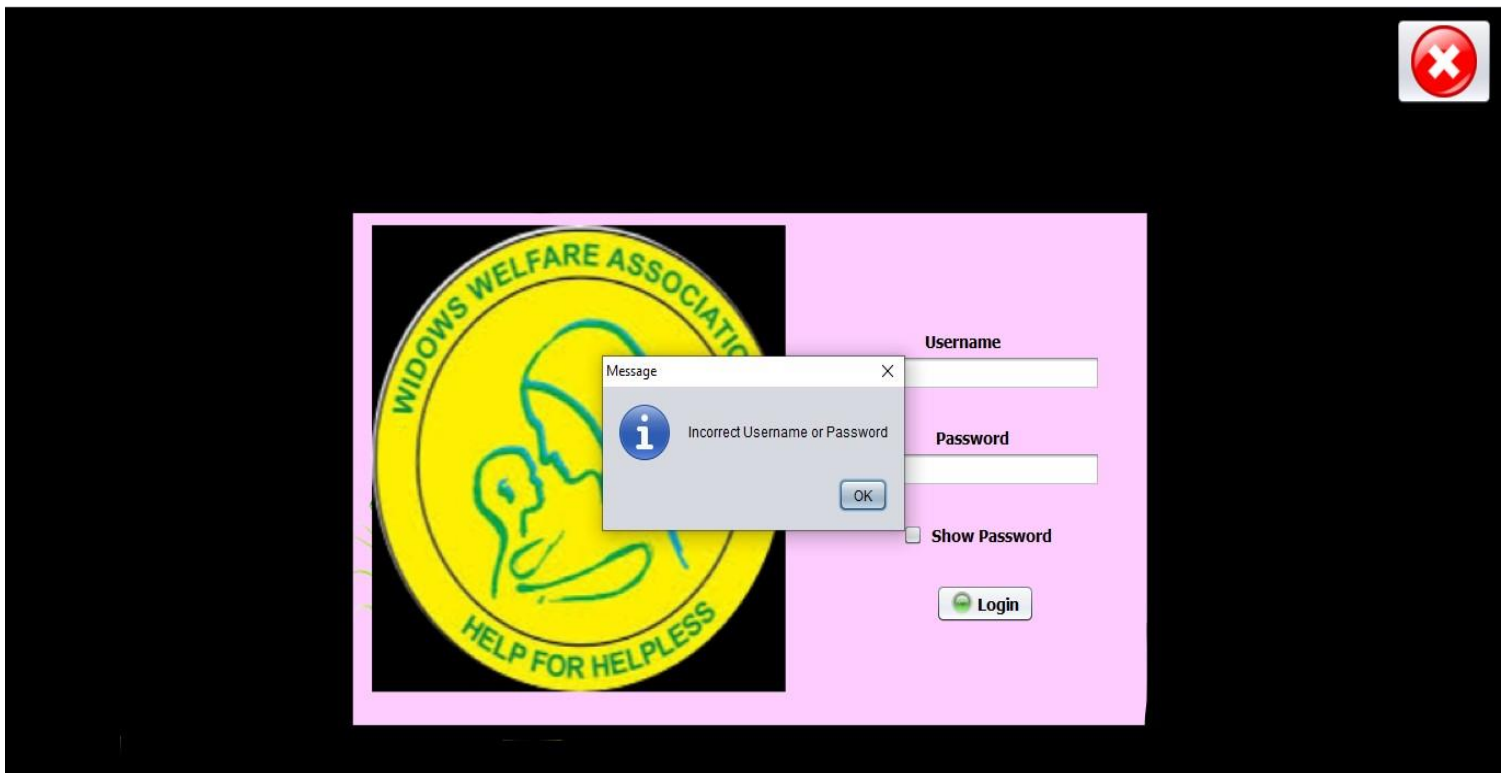 WIDOWS WELFARE ASSOCIATIO
HELP FOR HELPLESS
Message
Incorrect Username or Password
OK
Username
Password
Show Password
Login